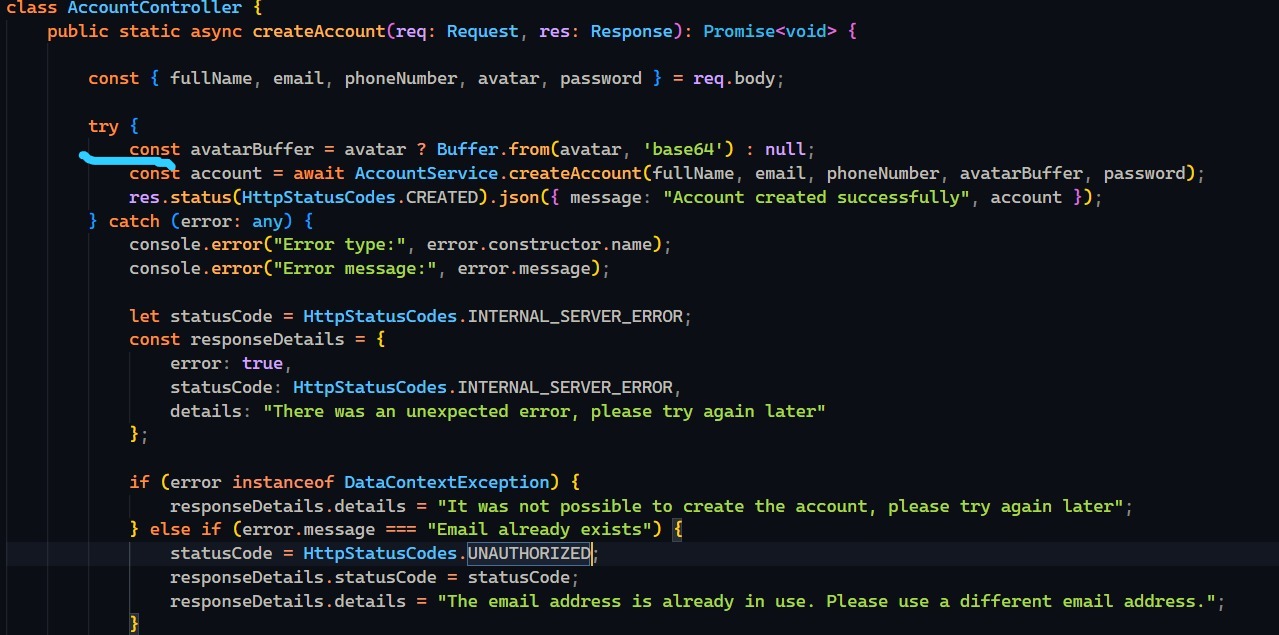 class AccountController {
public static async createAccount(req: Request, res: Response): Promise<void> {
const { fullName, email, phoneNumber, avatar, password } = req.body;
try {
const avatarBuffer = avatar ? Buffer.from(avatar, 'base64') : null;
const account = await AccountService.createAccount(fullName, email, phoneNumber, avatarBuffer, password);
res.status(HttpStatusCodes.CREATED).json({ message: "Account created successfully", account });
} catch (error: any) {
console.error("Error type:", error.constructor.name);
console.error("Error message:", error.message);
let statusCode = HttpStatusCodes.INTERNAL_SERVER_ERROR;
const responseDetails = {
error: true,
statusCode: HttpStatusCodes.INTERNAL_SERVER_ERROR,
details: "There was an unexpected error, please try again later"
};
if (error instanceof DataContextException) {
responseDetails.details = "It was not possible to create the account, please try again later";
} else if (error.message === "Email already exists") {
statusCode = HttpStatusCodes.UNAUTHORIZED;
responseDetails.statusCode = statusCode;
responseDetails.details = "The email address is already in use. Please use a different email address.";
}